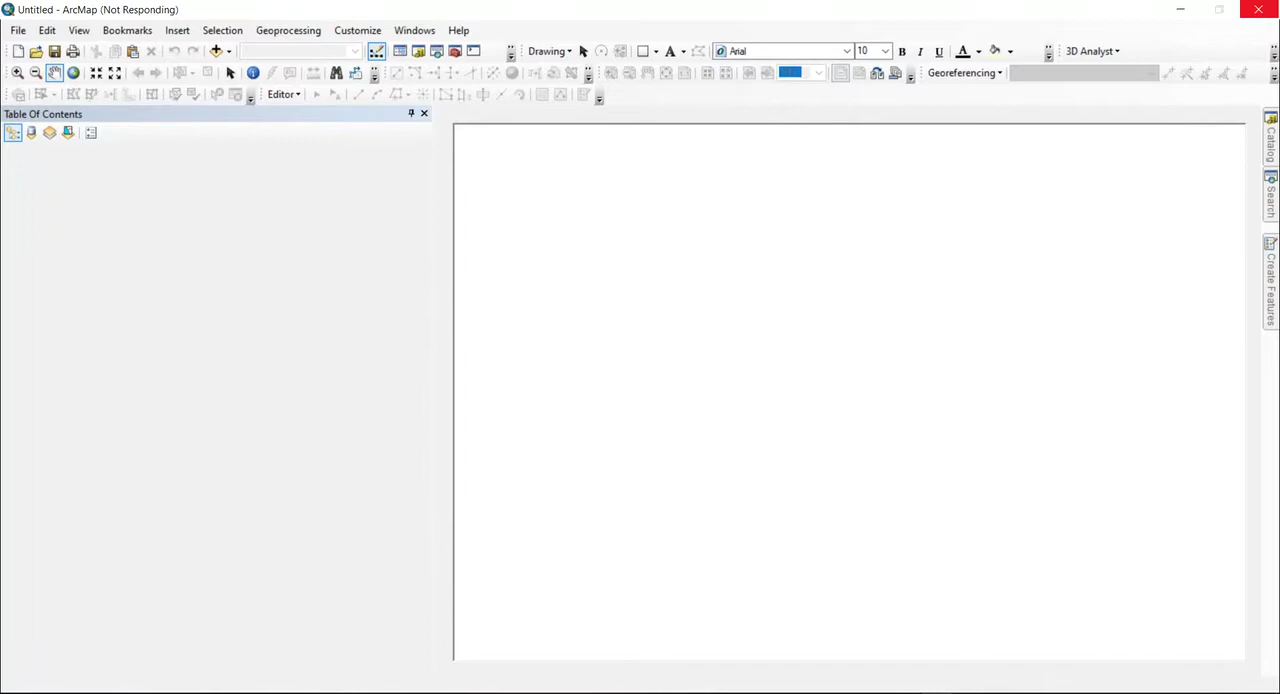 Untitled - ArcMap (Not Responding)
File Edit View Bookmarks Insert Selection Geoprocessing Customize Windows Help
Drawing A Arial 10 B I U A 3D Analyst
Georeferencing
Editor
Table Of Contents
Catalog
Search
Create Features